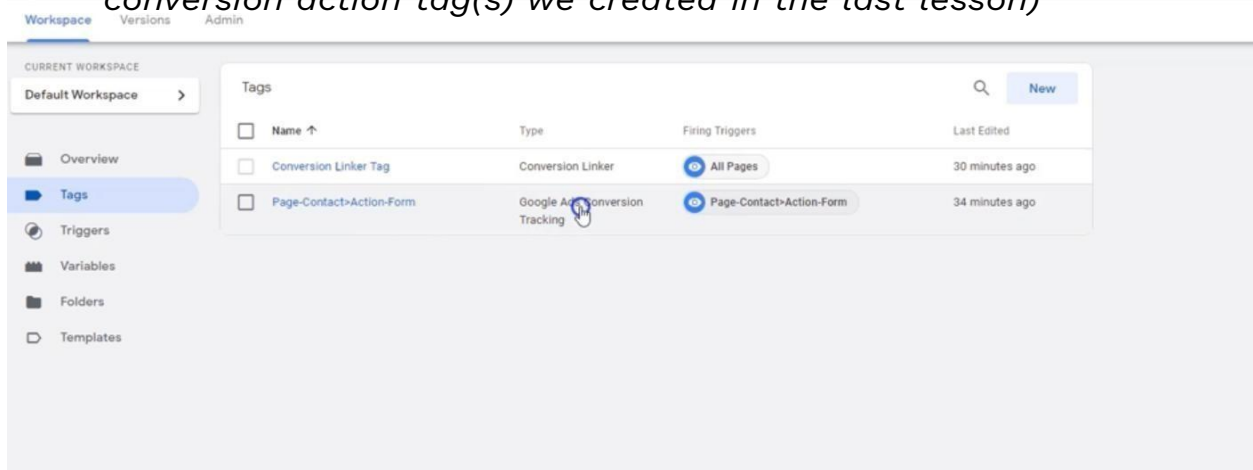 conversion action tag(s) we created in the last lesson)
Workspace Versions Admin
CURRENT WORKSPACE
Default Workspace
Tags
New
Name Type Firing Triggers Last Edited
Conversion Linker Tag Conversion Linker All Pages 30 minutes ago
Page-Contact>Action-Form Google Ads Conversion Page-Contact>Action-Form 34 minutes ago
Tracking
Overview
Tags
Triggers
Variables
Folders
Templates